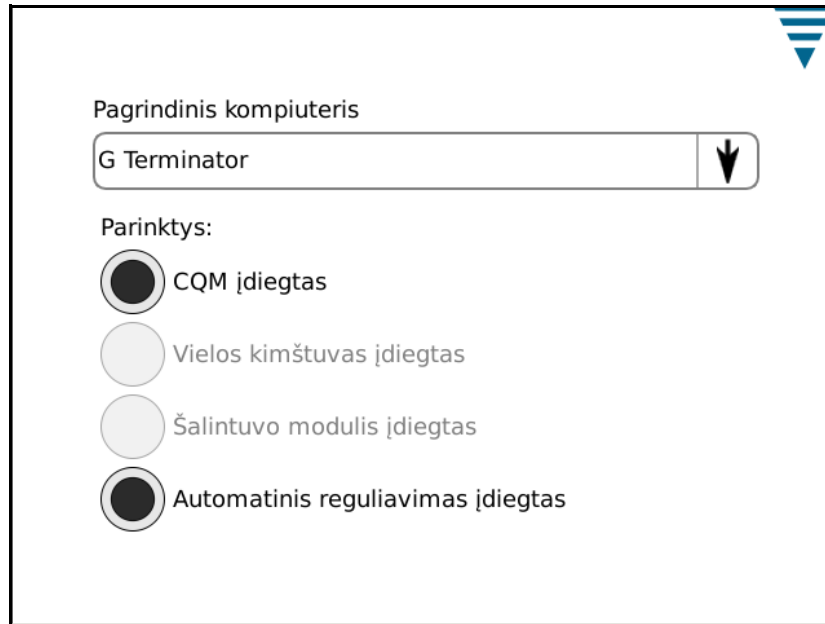 Pagrindinis kompiuteris
G Terminator
Parinktys:
CQM įdiegtas
Vielos kimštuvas įdiegtas
Šalintuvo modulis įdiegtas
Automatinis reguliavimas įdiegtas